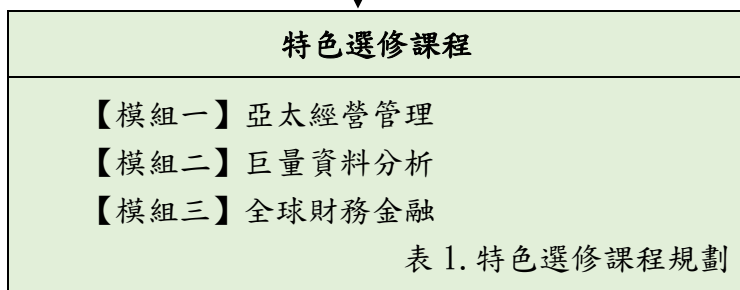 特色選修課程
【模組一】亞太經營管理
【模組二】巨量資料分析
【模組三】全球財務金融
表 1.特色選修課程規劃